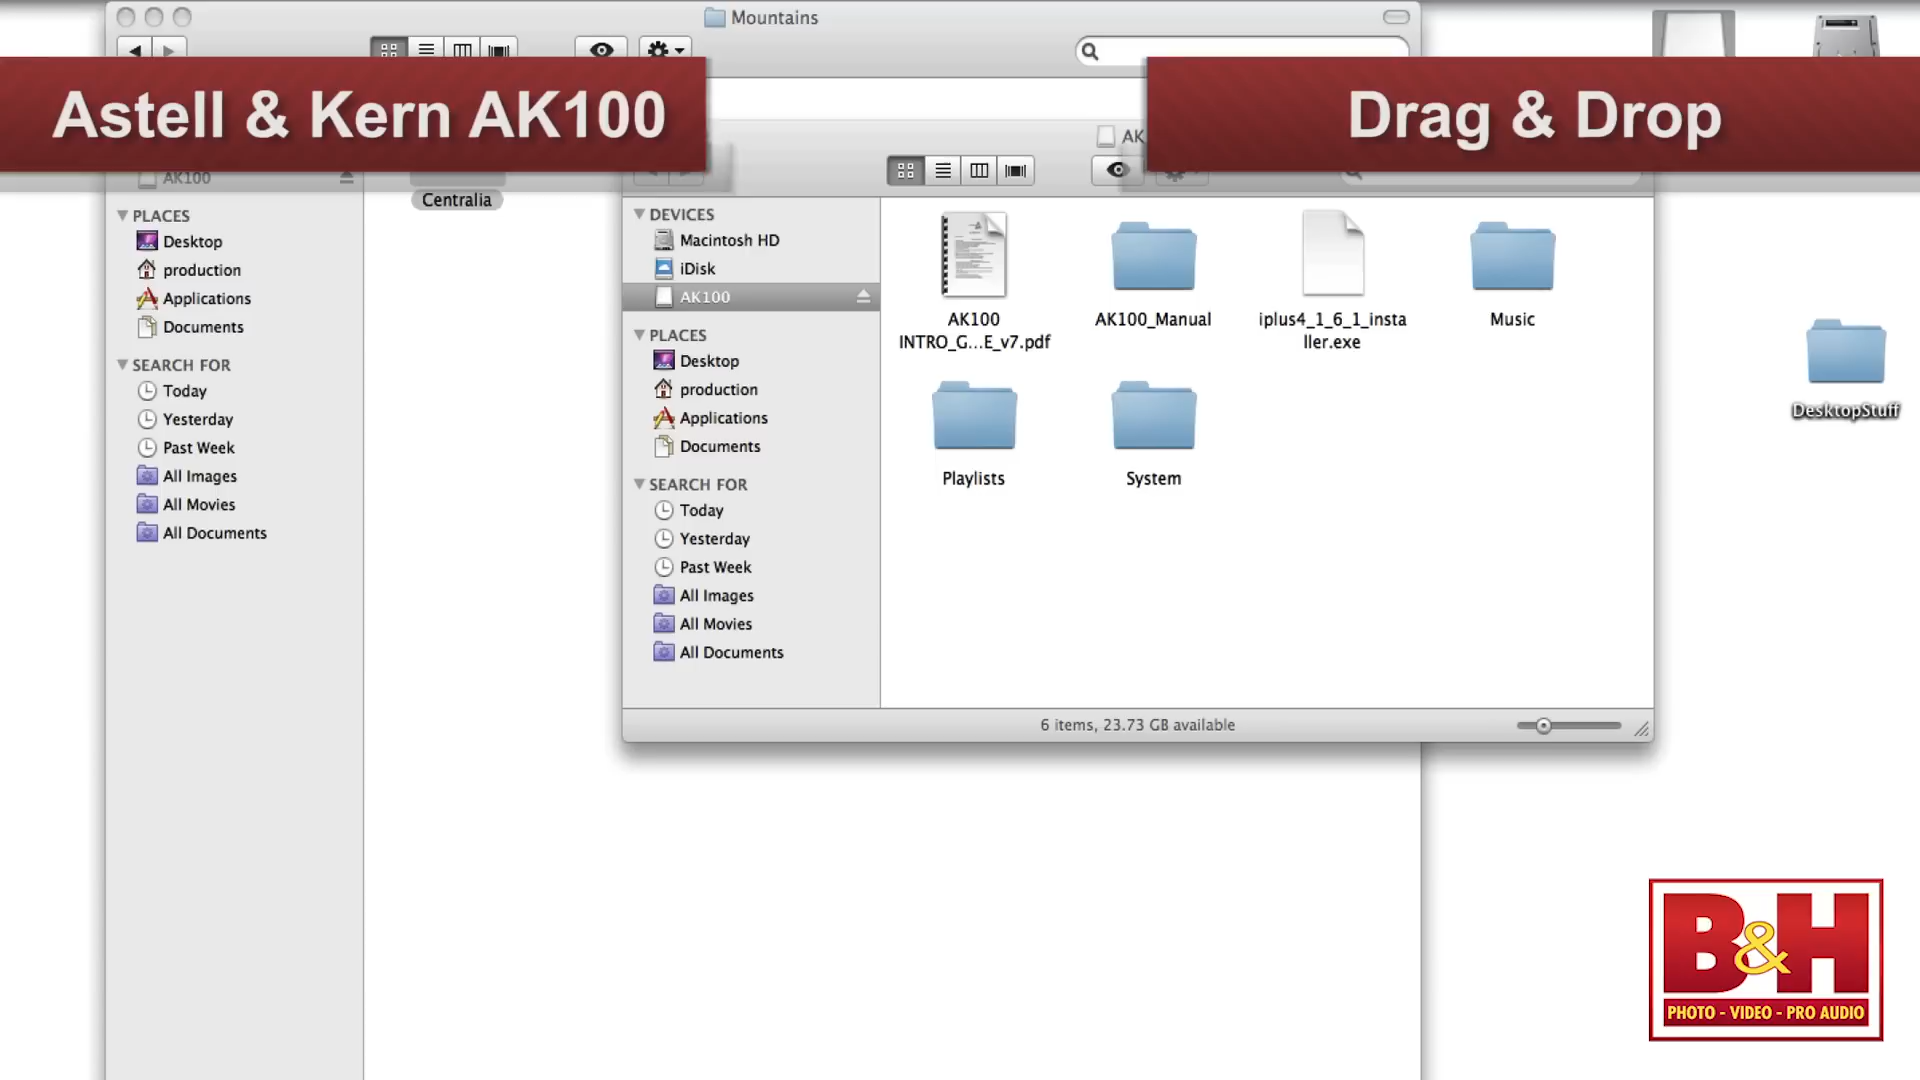 Mountains
Astell & Kern AK100
Drag & Drop
AK100
PLACES
Desktop
production
Applications
Documents
SEARCH FOR
Today
Yesterday
Past Week
All Images
All Movies
All Documents
Centralia
AK
DEVICES
Macintosh HD
iDisk
AK100
PLACES
Desktop
production
Applications
Documents
SEARCH FOR
Today
Yesterday
Past Week
All Images
All Movies
All Documents
AK100
INTRO_G...E_v7.pdf
AK100_Manual
iplus4_1_6_1_insta
ller.exe
Music
Playlists
System
6 items, 23.73 GB available
DesktopStuff
B&H
PHOTO - VIDEO - PRO AUDIO